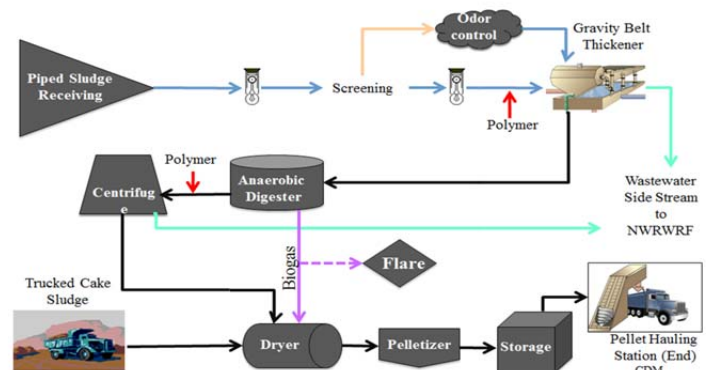 Odor
control
Gravity Belt
Thickener
Piped Sludge
Receiving
Screening
Polymer
Polymer
Anaerobic
Digester
Centrifug
e
Wastewater
Side Stream
to
NWRWRF
Biogas
Flare
Trucked Cake
Sludge
Dryer
Pelletizer
Storage
Pellet Hauling
Station (End)
CDM